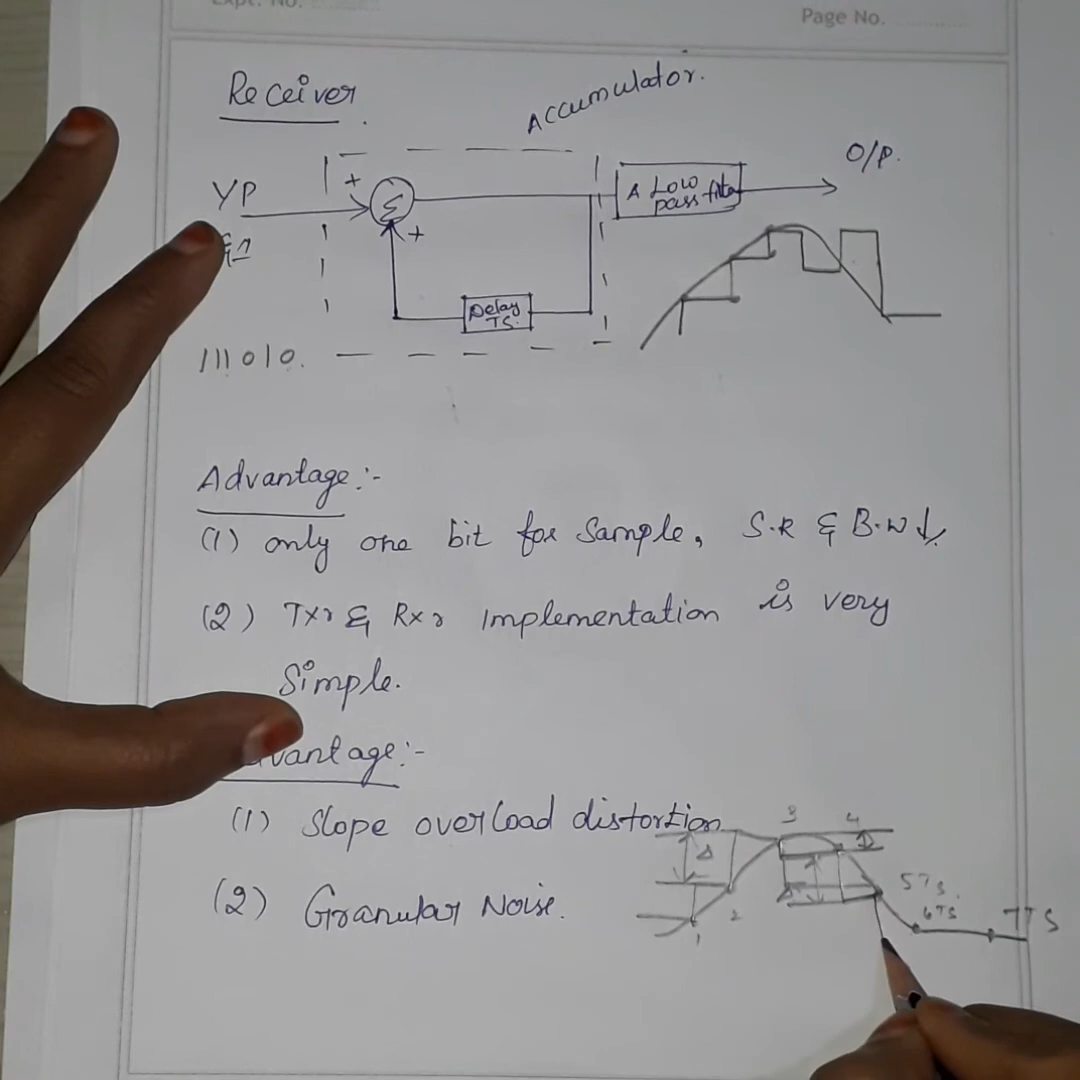 Page No.
Receiver.
Accumulator.
O/P.
YP
+
Σ
A Low pass filter
+
Delay
TS.
111010.
Advantage:-
(1) only one bit for Sample, S.R & B.W ↓.
(2) Txr & Rxr Implementation is very
Simple.
vantage:-
(1) Slope overload distortion
(2) Granular Noise.
3 4
Δ
5TS.
6TS
7TS
1
2